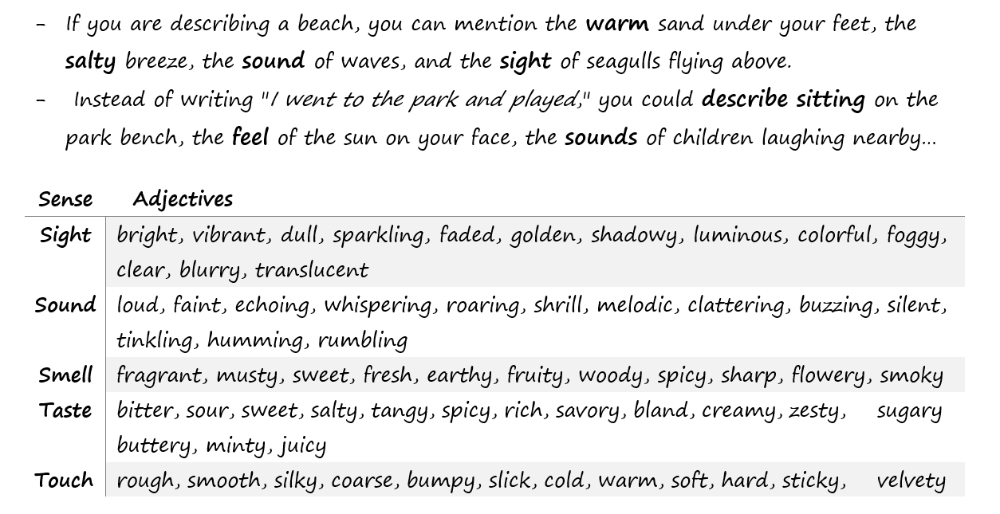 - If you are describing a beach, you can mention the warm sand under your feet, the
salty breeze, the sound of waves, and the sight of seagulls flying above.
- Instead of writing "I went to the park and played," you could describe sitting on the
park bench, the feel of the sun on your face, the sounds of children laughing nearby...
Sense Adjectives
Sight bright, vibrant, dull, sparkling, faded, golden, shadowy, luminous, colorful, foggy,
clear, blurry, translucent
Sound loud, faint, echoing, whispering, roaring, shrill, melodic, clattering, buzzing, silent,
tinkling, humming, rumbling
Smell fragrant, musty, sweet, fresh, earthy, fruity, woody, spicy, sharp, flowery, smoky
Taste bitter, sour, sweet, salty, tangy, spicy, rich, savory, bland, creamy, zesty, sugary
buttery, minty, juicy
Touch rough, smooth, silky, coarse, bumpy, slick, cold, warm, soft, hard, sticky, velvety